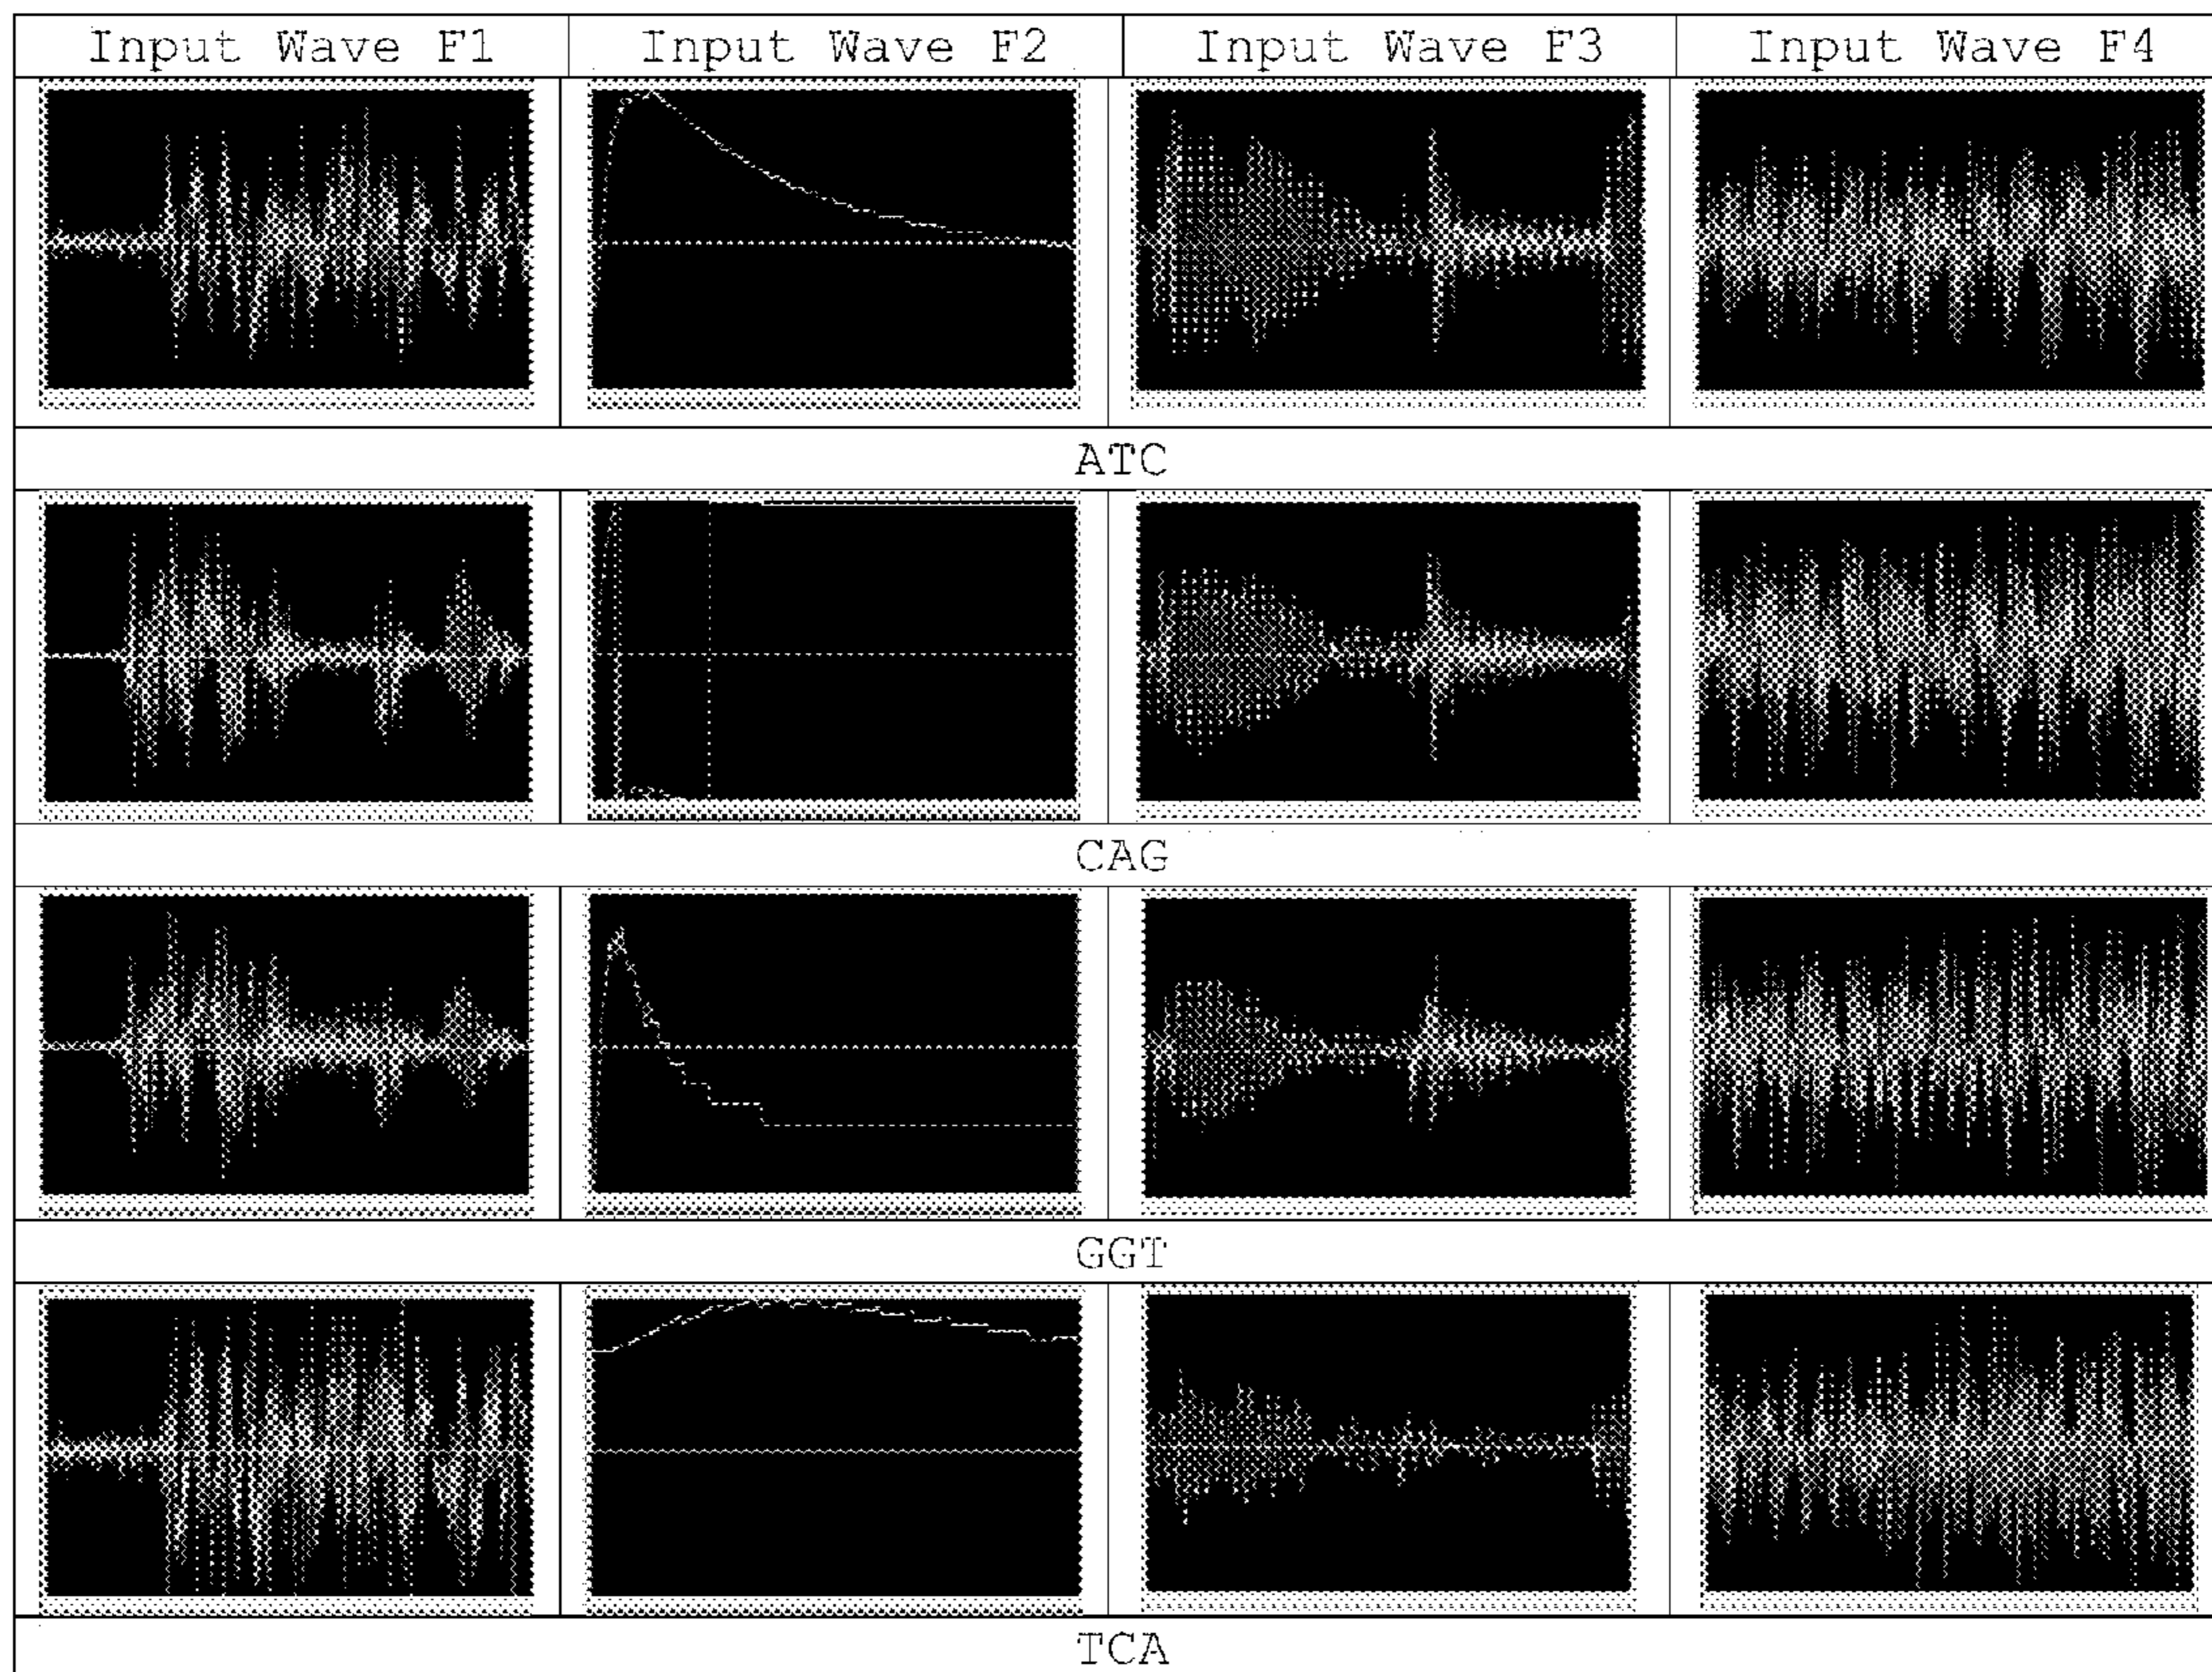 Input Wave F1 Input Wave F2 Input Wave F3 Input Wave F4
ATC
CAG
GGT
TCA